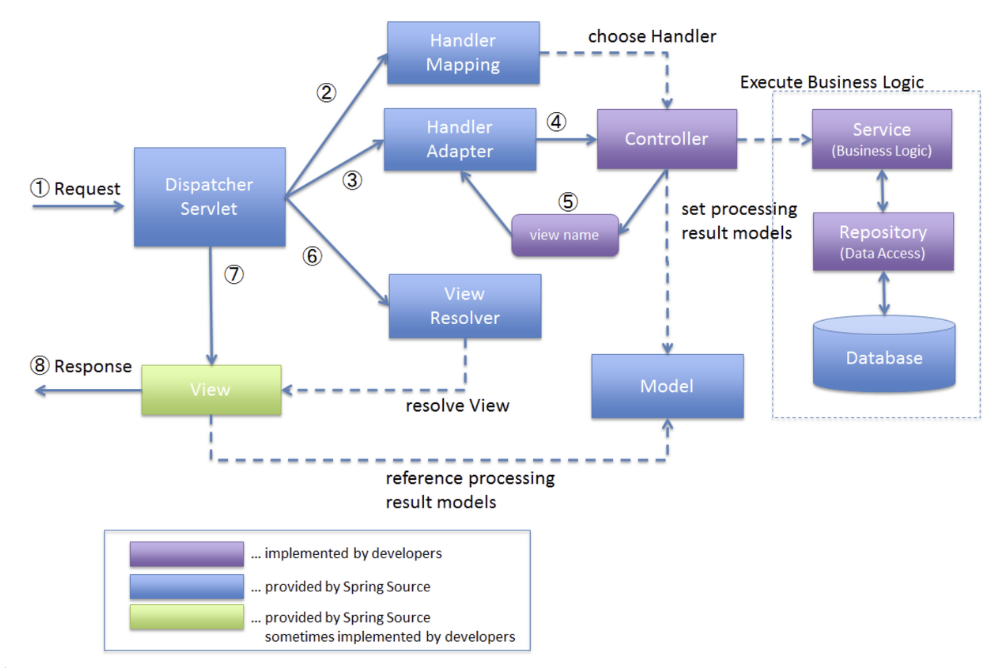 Handler
Mapping
choose Handler
Execute Business Logic
②
Handler
Adapter
④
Controller
Service
(Business Logic)
① Request
Dispatcher
Servlet
③
⑤
view name
set processing
result models
Repository
(Data Access)
⑥
⑦
View
Resolver
Database
⑧ Response
View
resolve View
Model
reference processing
result models
... implemented by developers
... provided by Spring Source
... provided by Spring Source
sometimes implemented by developers